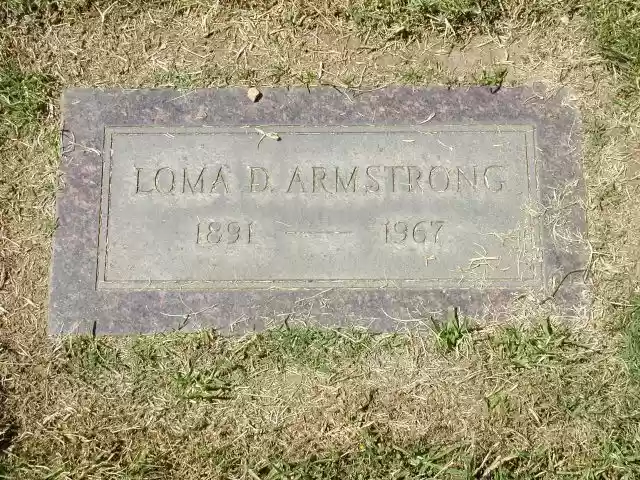 LOMA D. ARMSTRONG
1891 — 1967